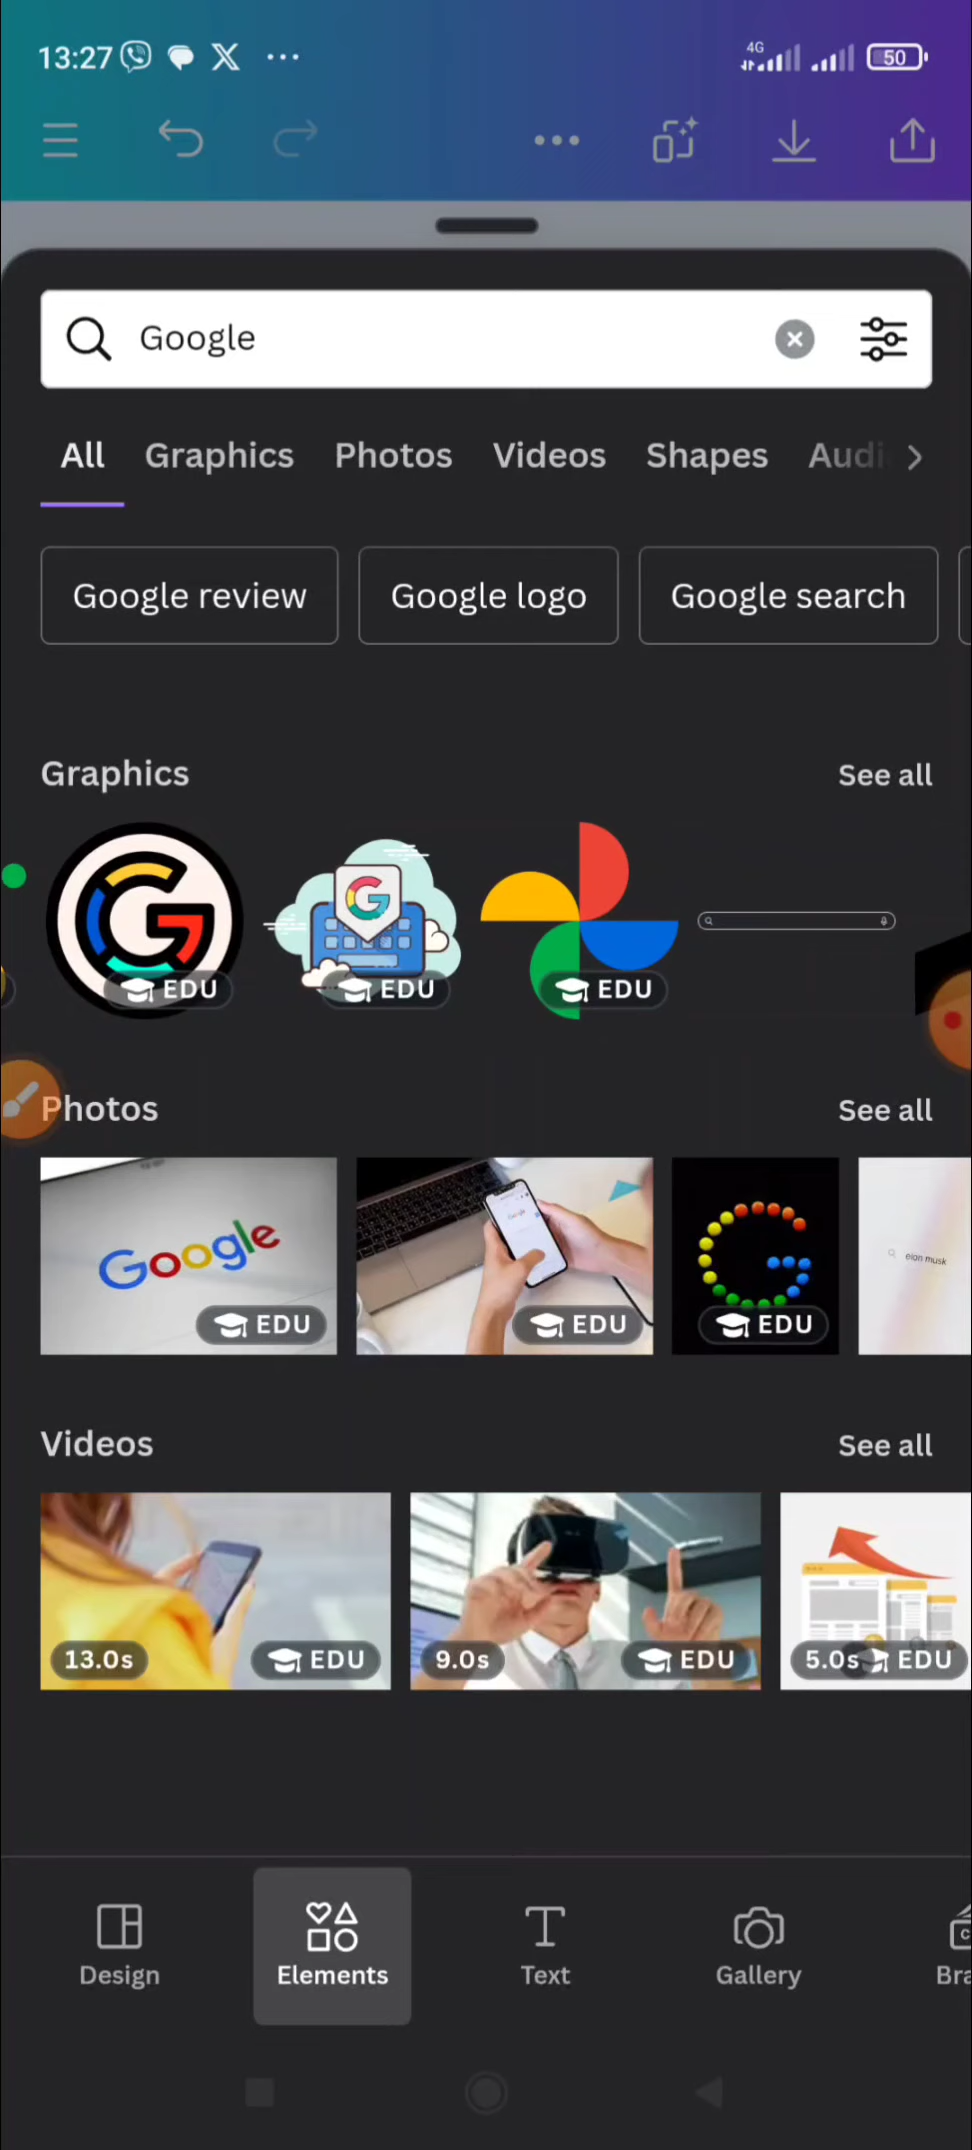 13:27
4G
50
Google
All Graphics Photos Videos Shapes Audi
Google review Google logo Google search
Graphics See all
EDU EDU EDU
Photos See all
Google
Google
elon musk
EDU EDU EDU
Videos See all
13.0s EDU 9.0s EDU 5.0s EDU
Design Elements Text Gallery Bra